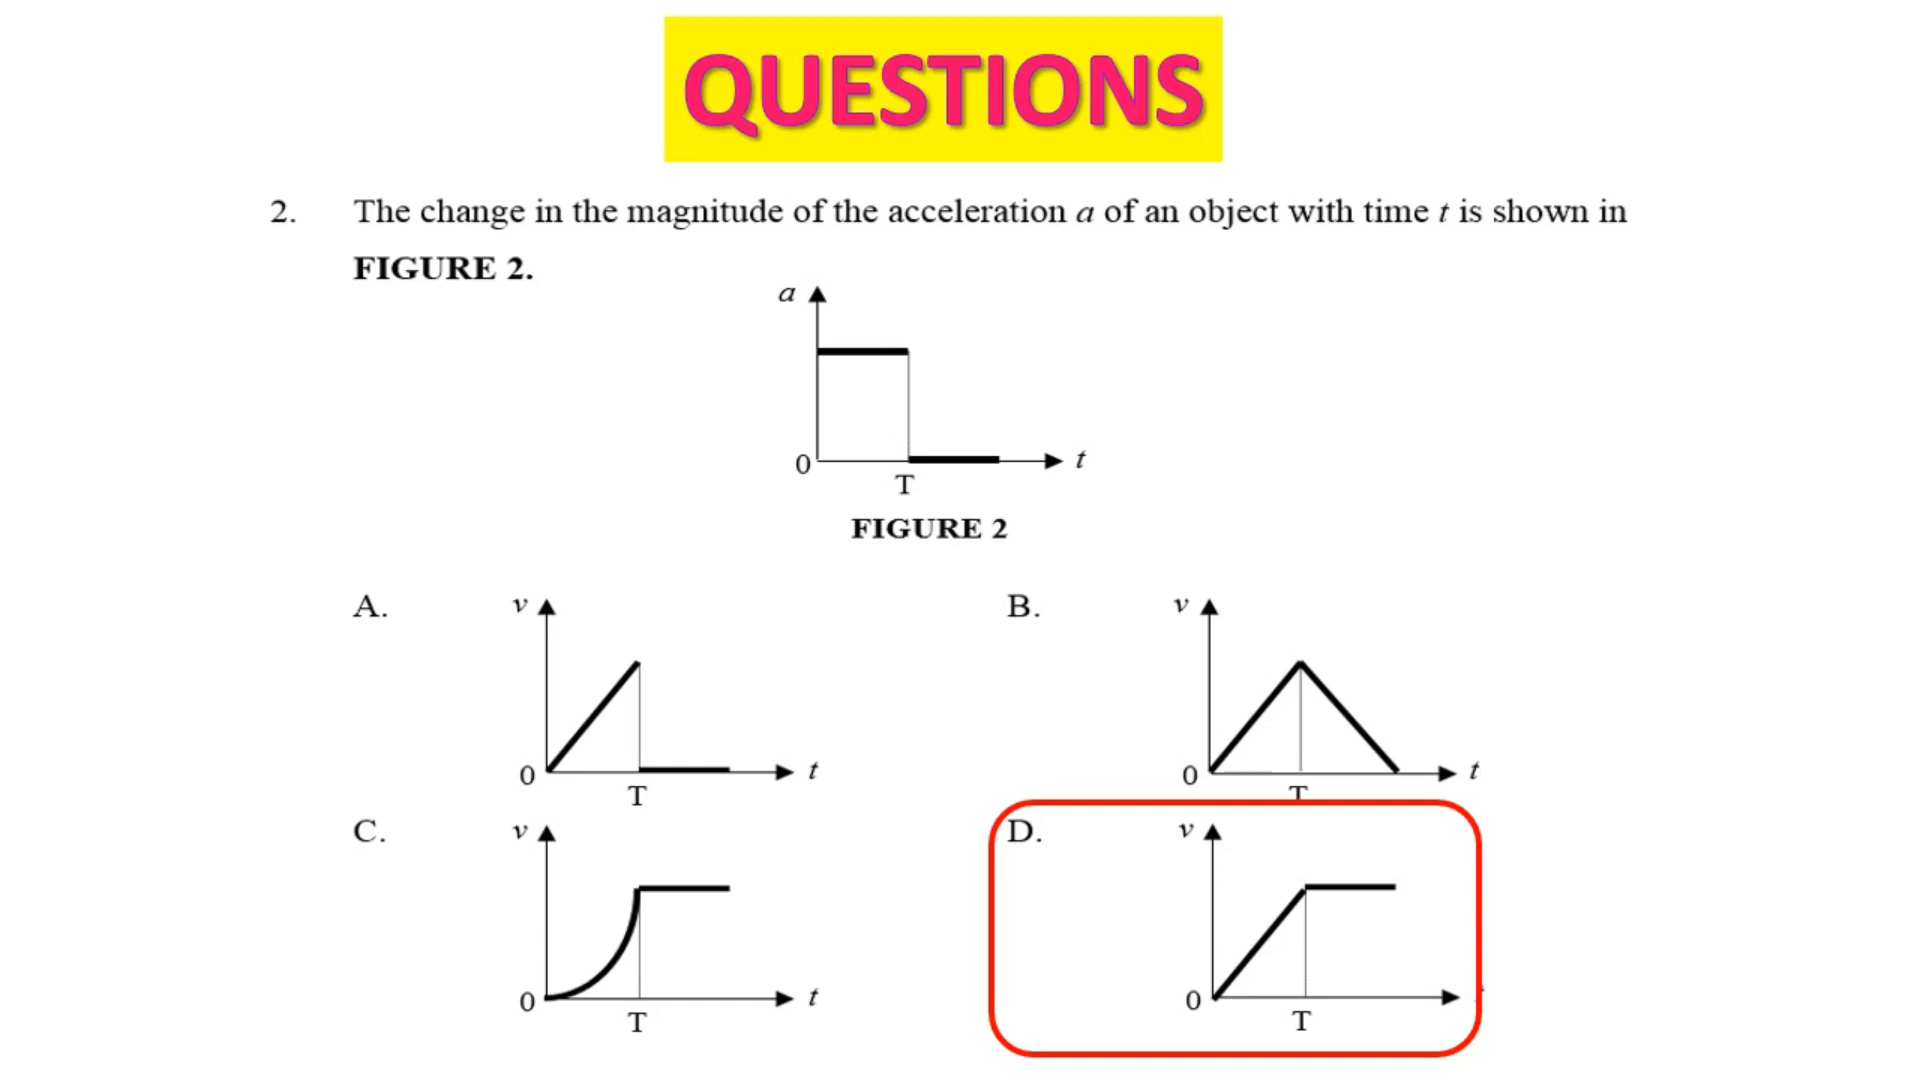 QUESTIONS
2. The change in the magnitude of the acceleration a of an object with time t is shown in
FIGURE 2.
a
0
t
T
FIGURE 2
A.
v
0
t
T
B.
v
0
t
T
C.
v
0
t
T
D.
v
0
T